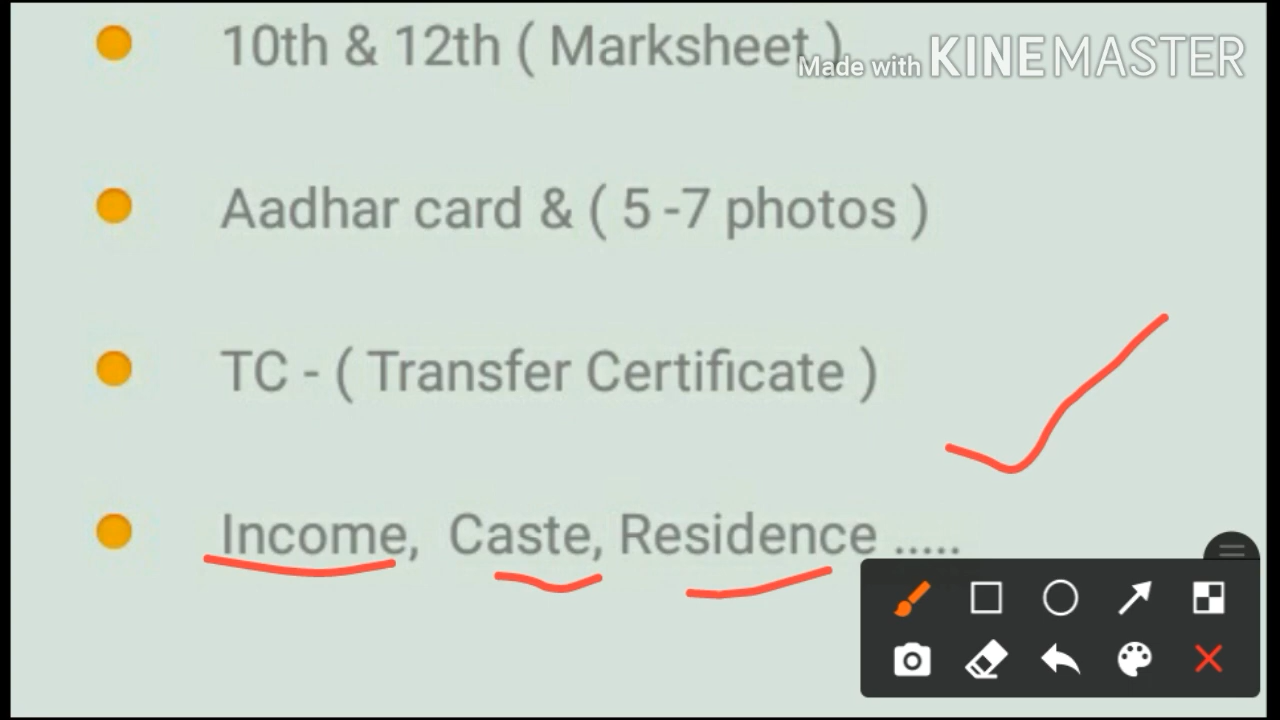 10th & 12th ( Marksheet )
Made with KINEMASTER
Aadhar card & ( 5 -7 photos )
TC - ( Transfer Certificate )
Income, Caste, Residence .....